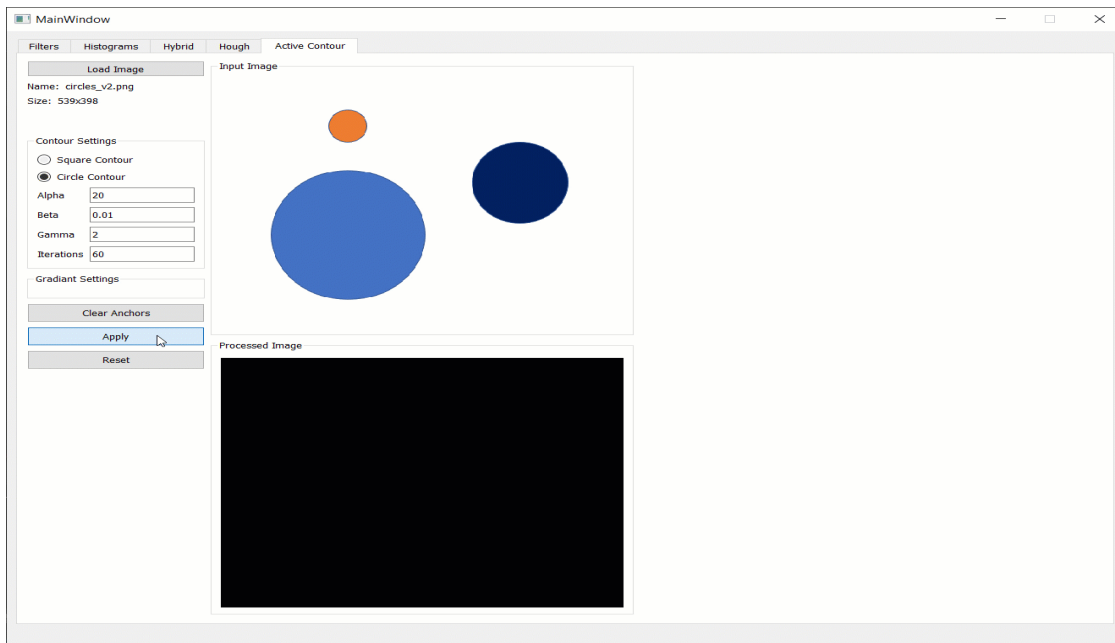 MainWindow
Filters Histograms Hybrid Hough Active Contour
Load Image
Name: circles_v2.png
Size: 539x398
Contour Settings
Square Contour
Circle Contour
Alpha 20
Beta 0.01
Gamma 2
Iterations 60
Gradiant Settings
Clear Anchors
Apply
Reset
Input Image
Processed Image